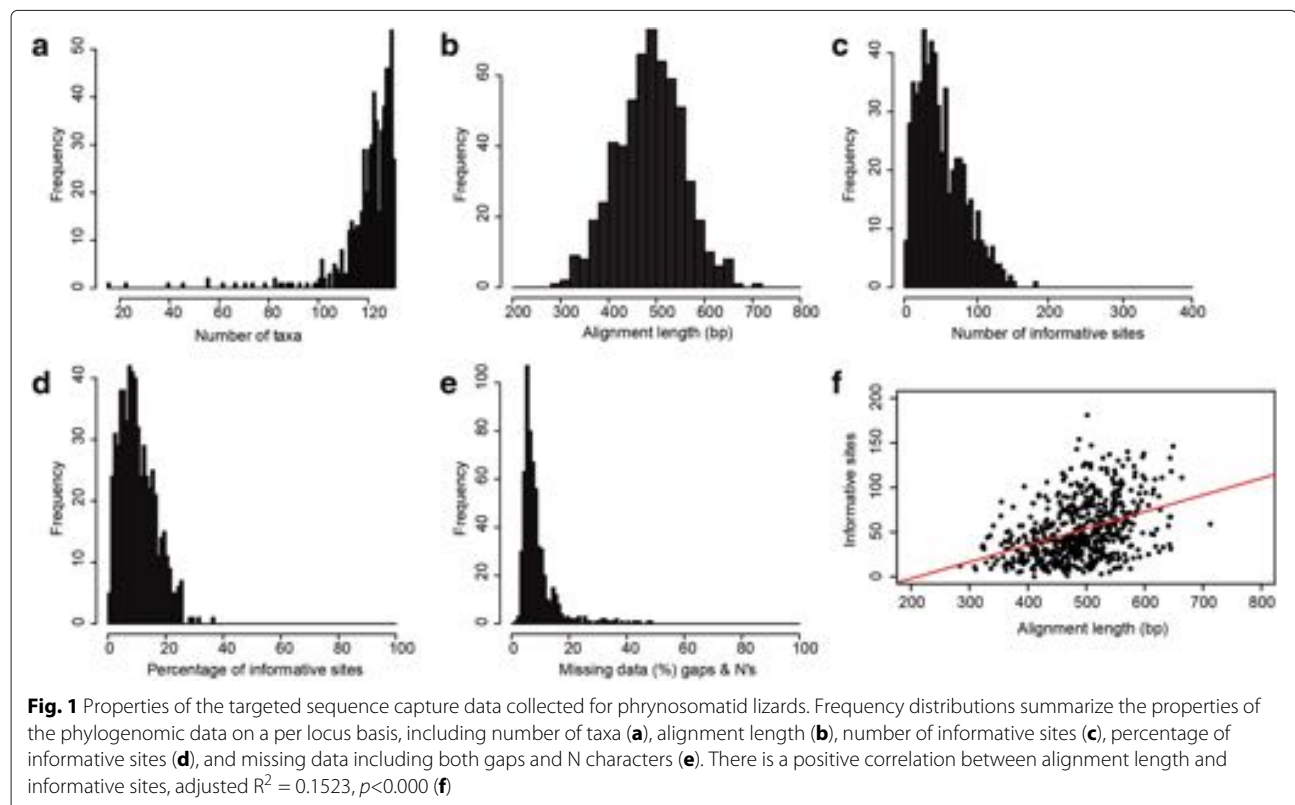 a
Frequency
0 10 20 30 40 50
20 40 60 80 100 120
Number of taxa
b
Frequency
0 20 40 60
200 300 400 500 600 700 800
Alignment length (bp)
c
Frequency
0 10 20 30 40
0 100 200 300 400
Number of informative sites
d
Frequency
0 10 20 30 40
0 20 40 60 80 100
Percentage of informative sites
e
Frequency
0 20 40 60 80 100
0 20 40 60 80 100
Missing data (%) gaps & N's
f
Informative sites
0 50 100 150 200
200 300 400 500 600 700 800
Alignment length (bp)
Fig. 1 Properties of the targeted sequence capture data collected for phrynosomatid lizards. Frequency distributions summarize the properties of
the phylogenomic data on a per locus basis, including number of taxa (a), alignment length (b), number of informative sites (c), percentage of
informative sites (d), and missing data including both gaps and N characters (e). There is a positive correlation between alignment length and
informative sites, adjusted R² = 0.1523, p<0.000 (f)